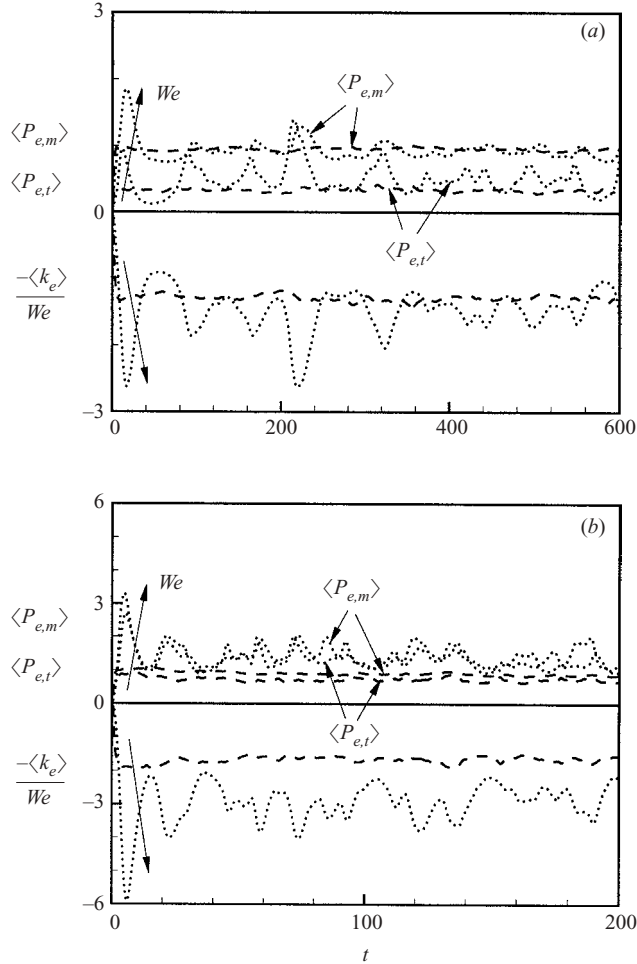 3
(a)
We
⟨P_{e,m}⟩
⟨P_{e,m}⟩
⟨P_{e,t}⟩
0
⟨P_{e,t}⟩
−⟨k_e⟩
We
−3
0
200
400
600
6
(b)
We
3
⟨P_{e,m}⟩
⟨P_{e,m}⟩
⟨P_{e,t}⟩
0
⟨P_{e,t}⟩
−⟨k_e⟩
We
−3
−6
0
100
200
t